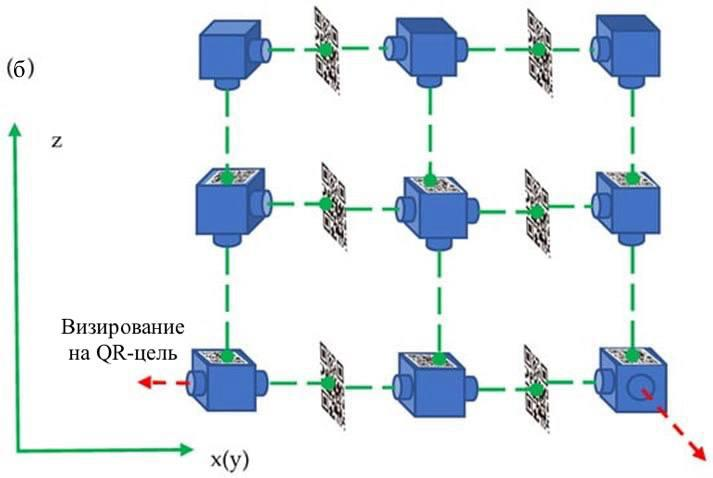 (б)
z
Визирование
на QR-цель
x(y)